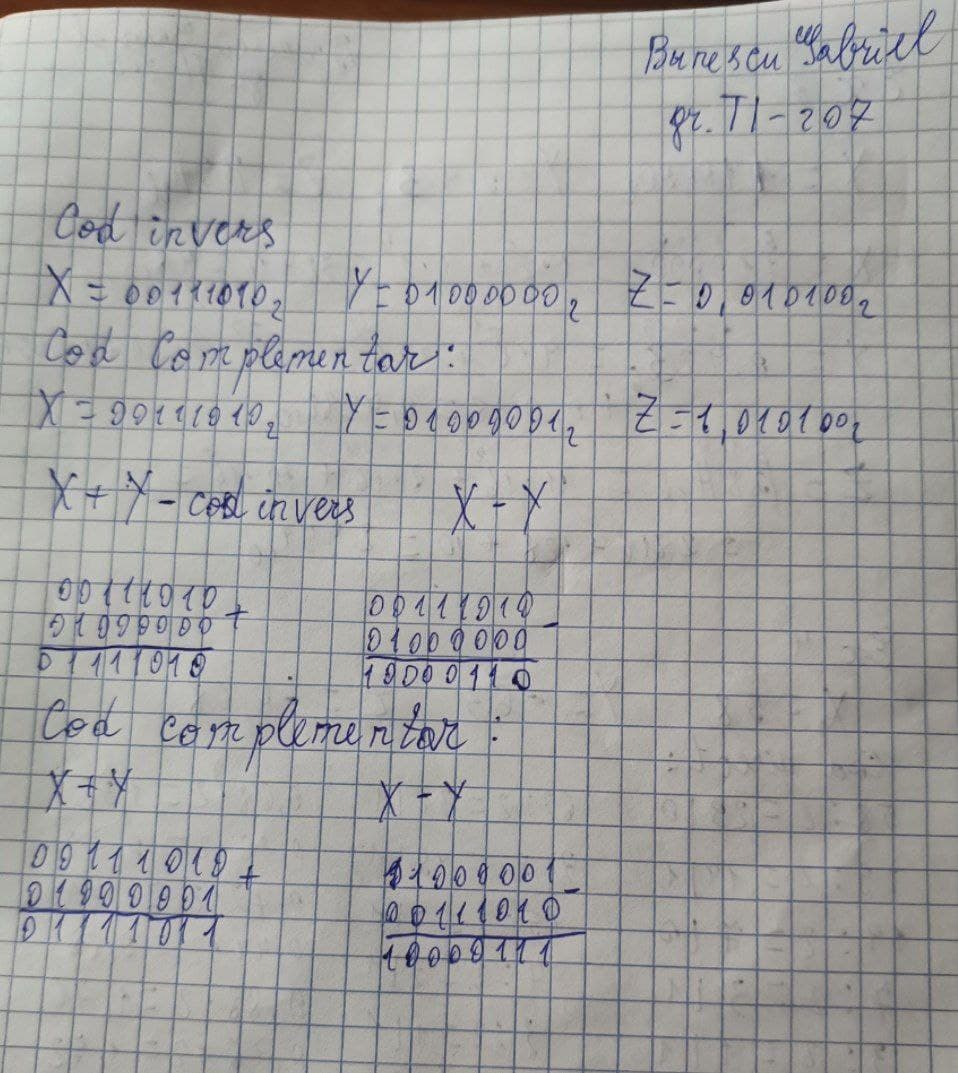 Bunescu Gabriel
gr. TI-207
Cod invers
X = 00111010₂ Y = 01000000₂ Z = 0,010100₂
Cod Complementar:
X = 00111010₂ Y = 01000001₂ Z = 1,010100₂
X + Y - cod invers X - Y
00111010 + 00111010 -
01000000 01000000
01111010 10000110
Cod complementar:
X + Y X - Y
00111010 + 11000001 -
01000001 00111010
01111011 10000111